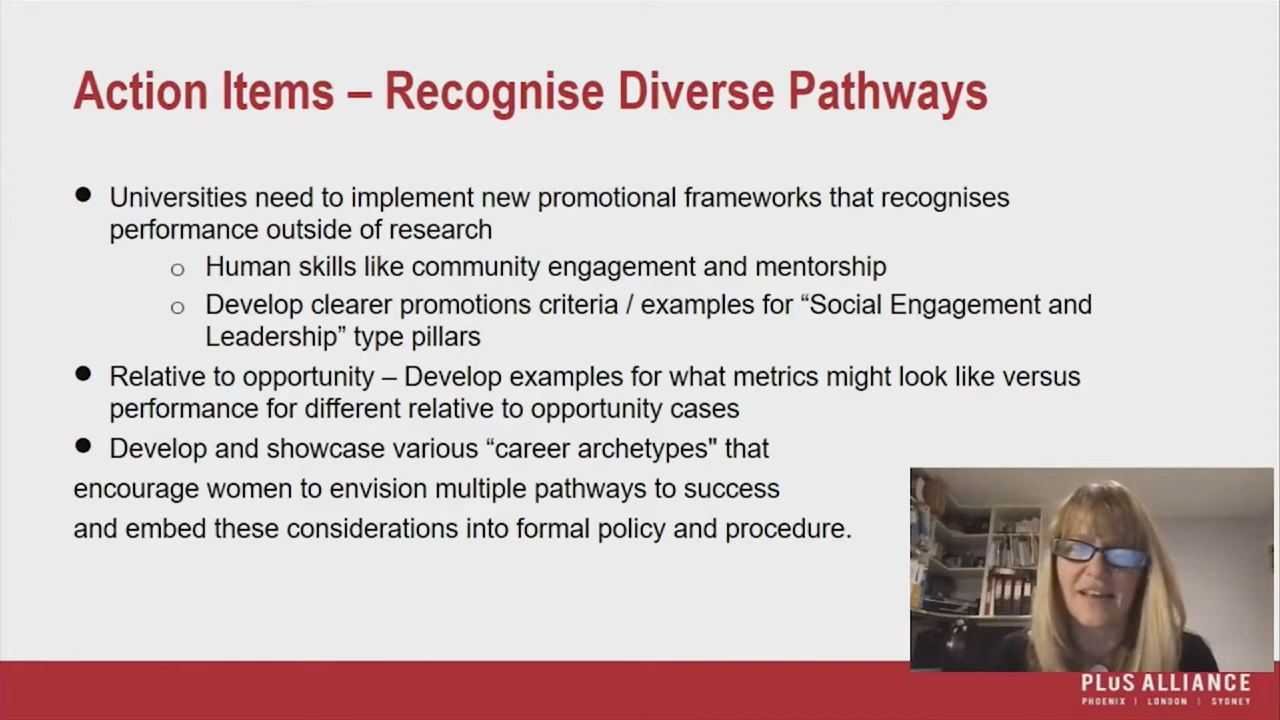 Action Items – Recognise Diverse Pathways
● Universities need to implement new promotional frameworks that recognises
performance outside of research
o Human skills like community engagement and mentorship
o Develop clearer promotions criteria / examples for “Social Engagement and
Leadership” type pillars
● Relative to opportunity – Develop examples for what metrics might look like versus
performance for different relative to opportunity cases
● Develop and showcase various “career archetypes" that
encourage women to envision multiple pathways to success
and embed these considerations into formal policy and procedure.
PLuS ALLIANCE
PHOENIX | LONDON | SYDNEY